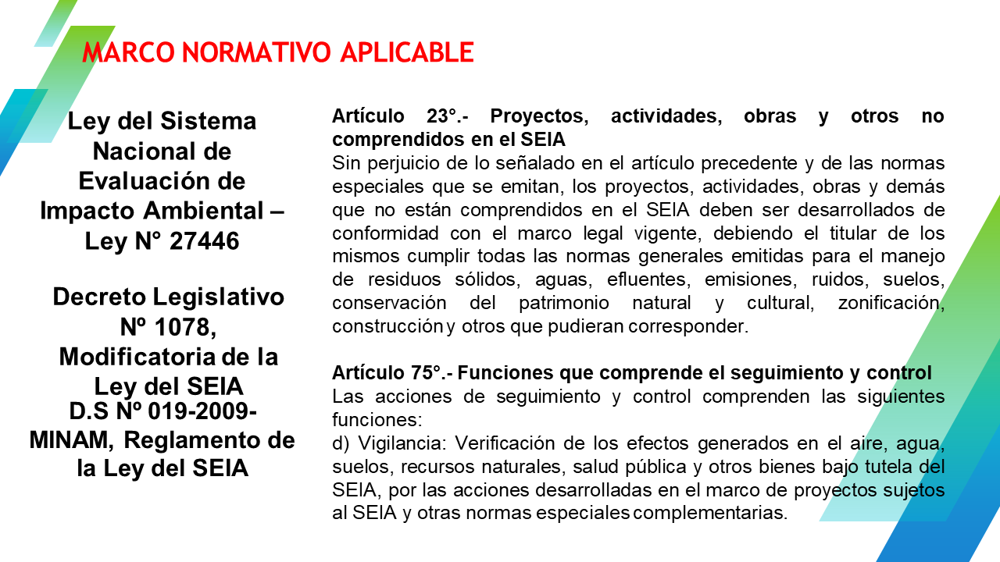 MARCO NORMATIVO APLICABLE
Ley del Sistema
Nacional de
Evaluación de
Impacto Ambiental –
Ley N° 27446
Decreto Legislativo
Nº 1078,
Modificatoria de la
Ley del SEIA
D.S Nº 019-2009-
MINAM, Reglamento de
la Ley del SEIA
Artículo 23°.- Proyectos, actividades, obras y otros no
comprendidos en el SEIA
Sin perjuicio de lo señalado en el artículo precedente y de las normas
especiales que se emitan, los proyectos, actividades, obras y demás
que no están comprendidos en el SEIA deben ser desarrollados de
conformidad con el marco legal vigente, debiendo el titular de los
mismos cumplir todas las normas generales emitidas para el manejo
de residuos sólidos, aguas, efluentes, emisiones, ruidos, suelos,
conservación del patrimonio natural y cultural, zonificación,
construcción y otros que pudieran corresponder.
Artículo 75°.- Funciones que comprende el seguimiento y control
Las acciones de seguimiento y control comprenden las siguientes
funciones:
d) Vigilancia: Verificación de los efectos generados en el aire, agua,
suelos, recursos naturales, salud pública y otros bienes bajo tutela del
SEIA, por las acciones desarrolladas en el marco de proyectos sujetos
al SEIA y otras normas especiales complementarias.